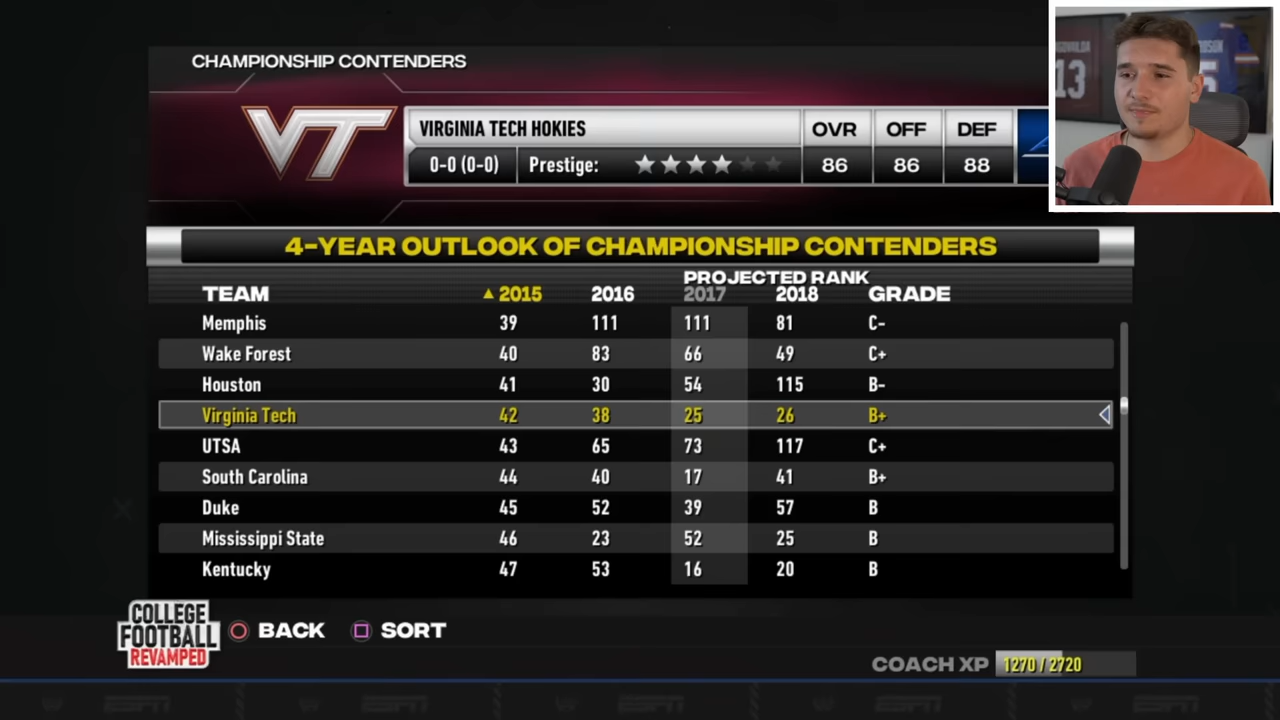 CHAMPIONSHIP CONTENDERS
VT
VIRGINIA TECH HOKIES OVR OFF DEF
0-0 (0-0) Prestige: 86 86 88
13
5
4-YEAR OUTLOOK OF CHAMPIONSHIP CONTENDERS
PROJECTED RANK
TEAM ▲ 2015 2016 2017 2018 GRADE
Memphis 39 111 111 81 C-
Wake Forest 40 83 66 49 C+
Houston 41 30 54 115 B-
Virginia Tech 42 38 25 26 B+
UTSA 43 65 73 117 C+
South Carolina 44 40 17 41 B+
Duke 45 52 39 57 B
Mississippi State 46 23 52 25 B
Kentucky 47 53 16 20 B
COLLEGE
FOOTBALL
REVAMPED
BACK SORT
COACH XP 1270 / 2720